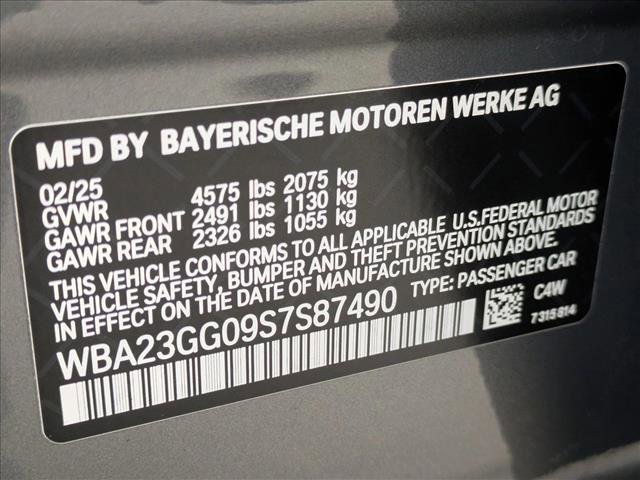 MFD BY BAYERISCHE MOTOREN WERKE AG
02/25
GVWR 4575 lbs 2075 kg
GAWR FRONT 2491 lbs 1130 kg
GAWR REAR 2326 lbs 1055 kg
THIS VEHICLE CONFORMS TO ALL APPLICABLE U.S.FEDERAL MOTOR
VEHICLE SAFETY, BUMPER AND THEFT PREVENTION STANDARDS
IN EFFECT ON THE DATE OF MANUFACTURE SHOWN ABOVE.
WBA23GG09S7S87490 TYPE: PASSENGER CAR
C4W
7315814